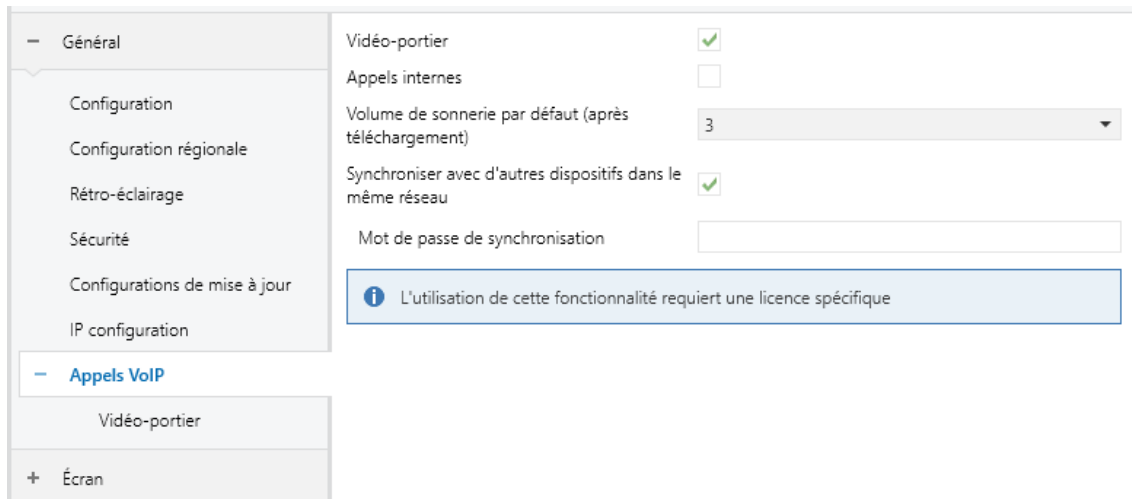 Général
Configuration
Configuration régionale
Rétro-éclairage
Sécurité
Configurations de mise à jour
IP configuration
Appels VoIP
Vidéo-portier
Écran
Vidéo-portier
Appels internes
Volume de sonnerie par défaut (après
téléchargement)
3
Synchroniser avec d'autres dispositifs dans le
même réseau
Mot de passe de synchronisation
L'utilisation de cette fonctionnalité requiert une licence spécifique